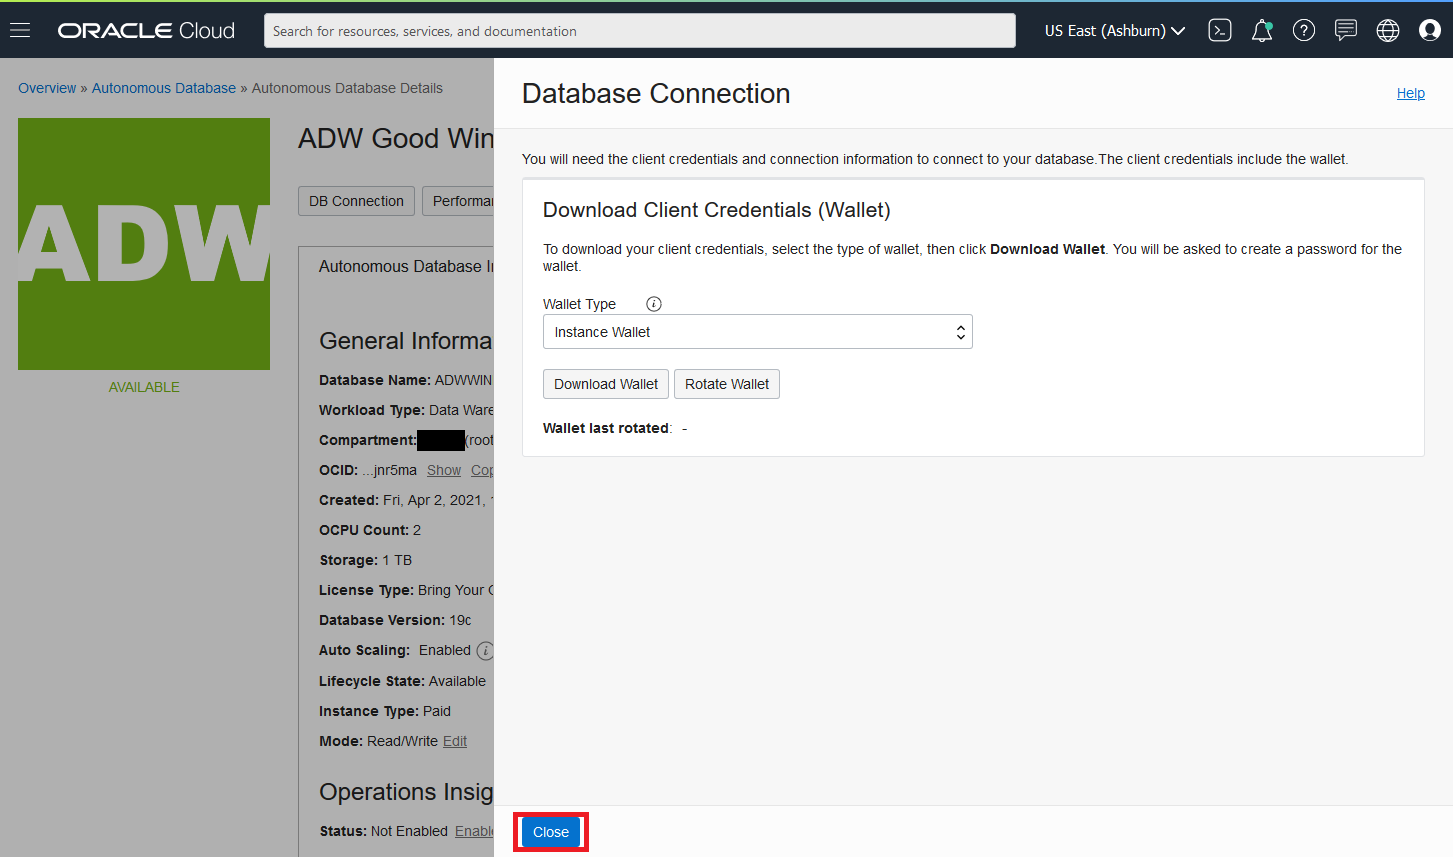 ORACLE Cloud
Search for resources, services, and documentation
US East (Ashburn)
Overview » Autonomous Database » Autonomous Database Details
ADW
AVAILABLE
ADW Good Win
DB Connection
Performa
Autonomous Database I
General Informa
Database Name: ADWWIN
Workload Type: Data Ware
Compartment: (root
OCID: ...jnr5ma Show Cop
Created: Fri, Apr 2, 2021,
OCPU Count: 2
Storage: 1 TB
License Type: Bring Your
Database Version: 19c
Auto Scaling: Enabled
Lifecycle State: Available
Instance Type: Paid
Mode: Read/Write Edit
Operations Insig
Status: Not Enabled Enable
Database Connection
Help
You will need the client credentials and connection information to connect to your database.The client credentials include the wallet.
Download Client Credentials (Wallet)
To download your client credentials, select the type of wallet, then click Download Wallet. You will be asked to create a password for the
wallet.
Wallet Type
Instance Wallet
Download Wallet
Rotate Wallet
Wallet last rotated: -
Close